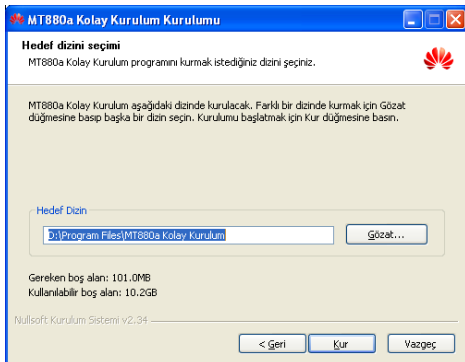 MT880a Kolay Kurulum Kurulumu
Hedef dizini seçimi
MT880a Kolay Kurulum programını kurmak istediğiniz dizini seçiniz.
MT880a Kolay Kurulum aşağıdaki dizinde kurulacak. Farklı bir dizinde kurmak için Gözat
düğmesine basıp başka bir dizin seçin. Kurulumu başlatmak için Kur düğmesine basın.
Hedef Dizin
D:\Program Files\MT880a Kolay Kurulum
Gözat...
Gereken boş alan: 101.0MB
Kullanılabilir boş alan: 10.2GB
Nullsoft Kurulum Sistemi v2.34
< Geri
Kur
Vazgeç